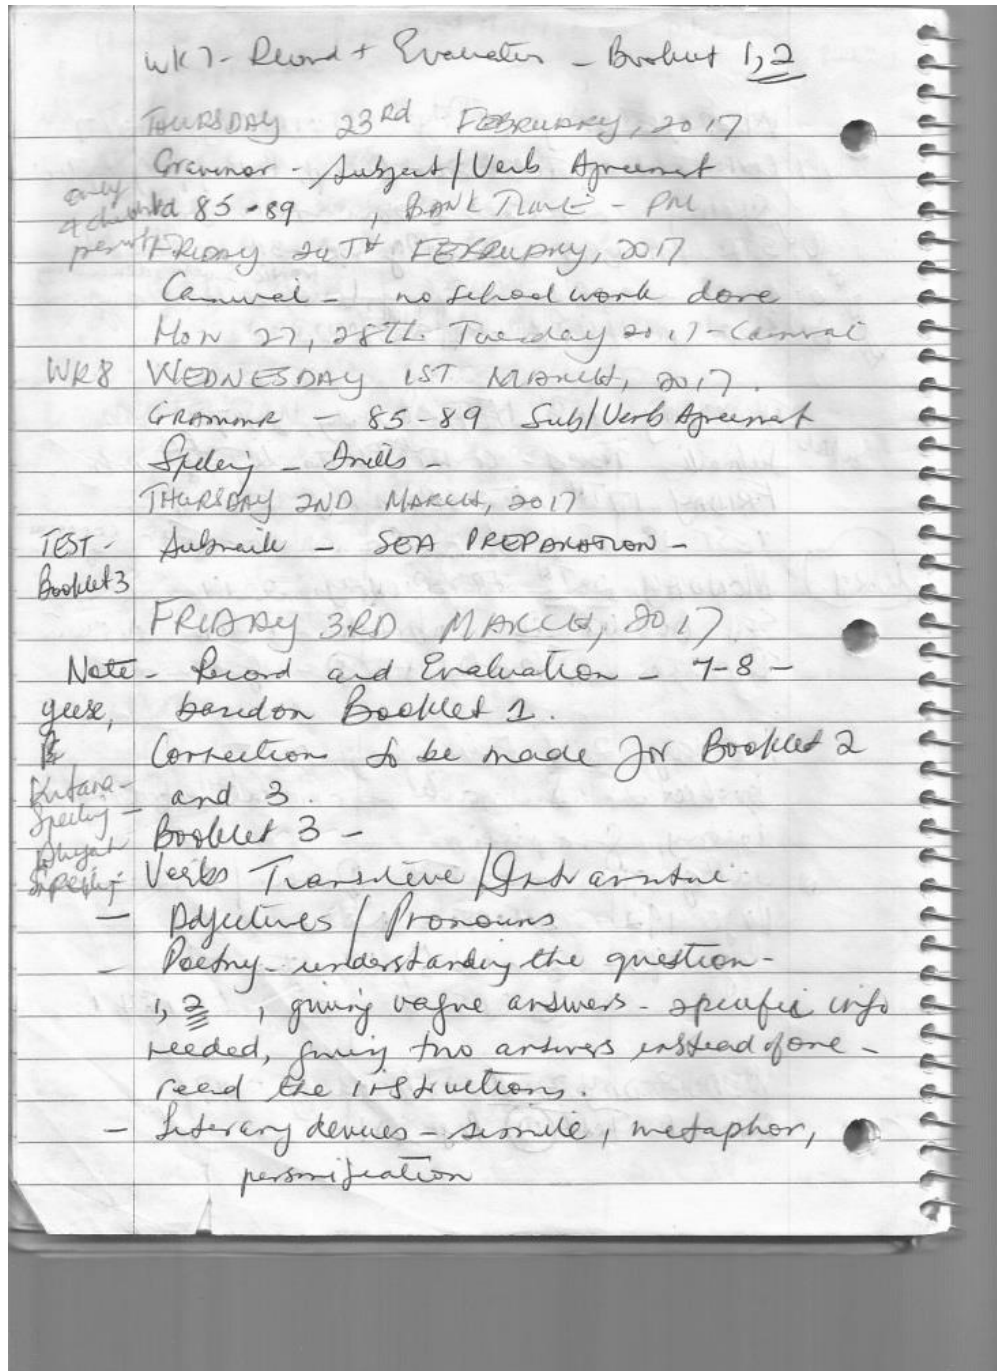 WK7 - Record + Evaluation - Booklet 1, 2
THURSDAY 23Rd FEBRUARY, 2017
Grammar - Subject / Verb Agreement
only
4 children
present
85-89 , BANK TIME - PM
FRIDAY 24TH FEBRUARY, 2017
Carnival - no school work done
Mon 27, 28Th Tuesday 2017 - Carnival
WK8 WEDNESDAY 1ST MARCH, 2017.
GRAMMAR - 85-89 Sub/Verb Agreement
Spelling - Drills -
THURSDAY 2ND MARCH, 2017
TEST - - SEA PREPARATION -
Booklet 3
FRIDAY 3RD MARCH, 2017
Note - Record and Evaluation - 7-8 -
based on Booklet 1.
Corrections to be made for Booklet 2
and 3.
Spelling -
Booklet 3 -
Verbs Transitive / Intransitive
- Adjectives / Pronouns
- Poetry - understanding the question -
1, 2 , giving vague answers - specific info
needed, giving two answers instead of one -
read the instructions.
- Literary devices - simile, metaphor,
personification